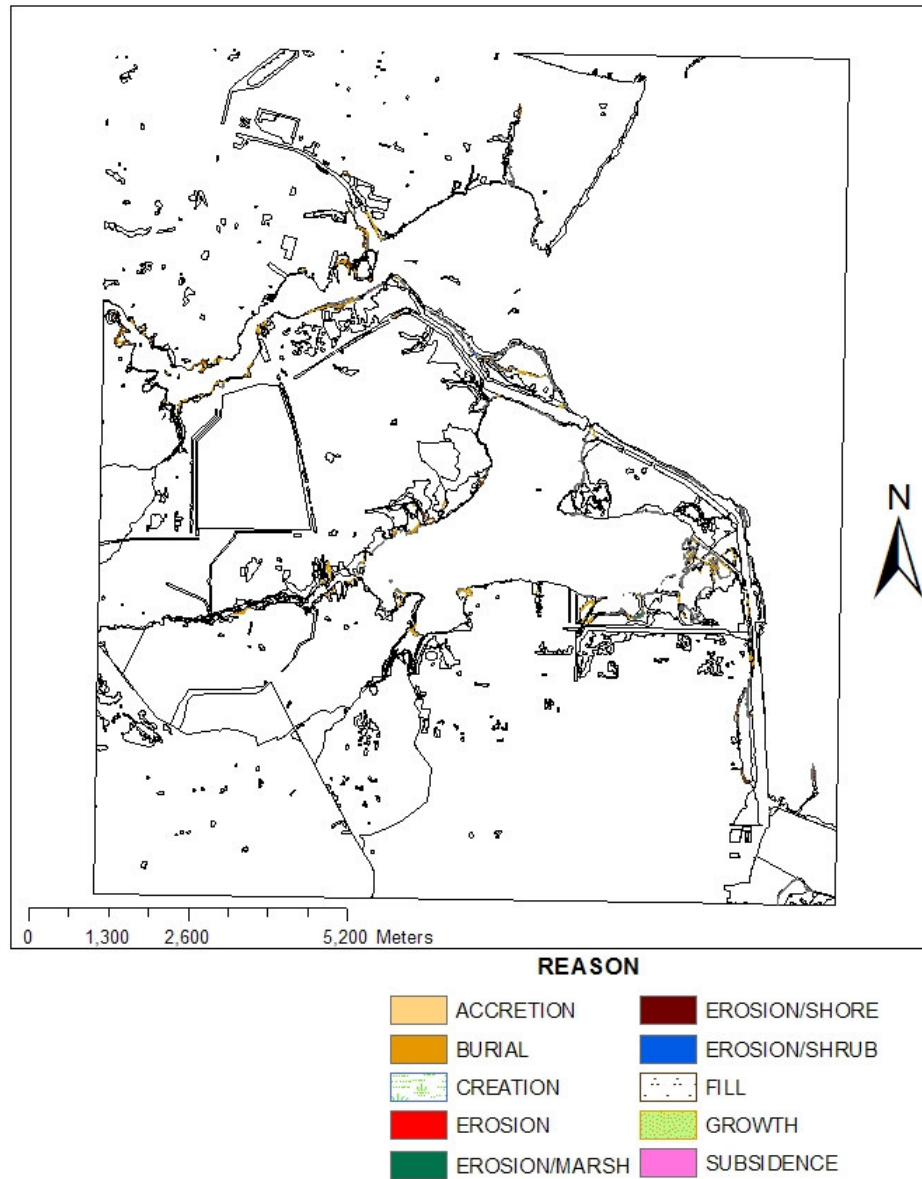 N
0 1,300 2,600 5,200 Meters
REASON
ACCRETION
BURIAL
CREATION
EROSION
EROSION/MARSH
EROSION/SHORE
EROSION/SHRUB
FILL
GROWTH
SUBSIDENCE